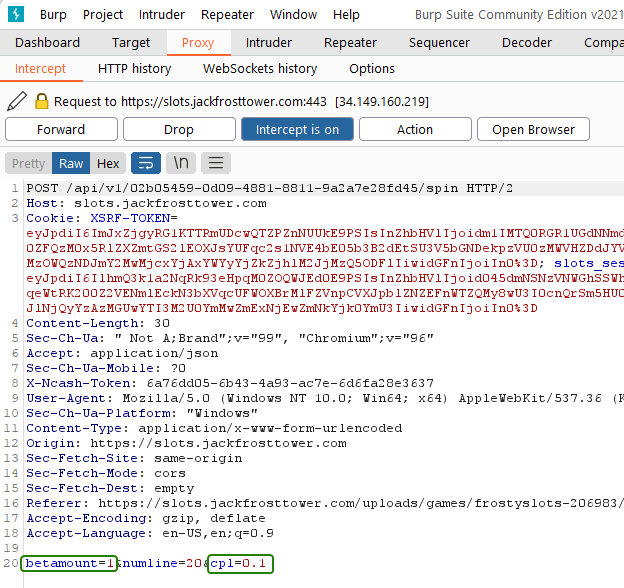 Burp Project Intruder Repeater Window Help Burp Suite Community Edition v2021
Dashboard Target Proxy Intruder Repeater Sequencer Decoder Compa
Intercept HTTP history WebSockets history Options
Request to https://slots.jackfrosttower.com:443 [34.149.160.219]
Forward Drop Intercept is on Action Open Browser
Pretty Raw Hex \n
1 POST /api/v1/02b05459-0d09-4881-8811-9a2a7e28fd45/spin HTTP/2
2 Host: slots.jackfrosttower.com
3 Cookie: XSRF-TOKEN=
4 Content-Length: 30
5 Sec-Ch-Ua: " Not A;Brand";v="99", "Chromium";v="96"
6 Accept: application/json
7 Sec-Ch-Ua-Mobile: ?0
8 X-Ncash-Token: 6a76dd05-6b43-4a93-ac7e-6d6fa28e3637
9 User-Agent: Mozilla/5.0 (Windows NT 10.0; Win64; x64) AppleWebKit/537.36 (K
10 Sec-Ch-Ua-Platform: "Windows"
11 Content-Type: application/x-www-form-urlencoded
12 Origin: https://slots.jackfrosttower.com
13 Sec-Fetch-Site: same-origin
14 Sec-Fetch-Mode: cors
15 Sec-Fetch-Dest: empty
16 Referer: https://slots.jackfrosttower.com/uploads/games/frostyslots-206983/
17 Accept-Encoding: gzip, deflate
18 Accept-Language: en-US,en;q=0.9
19
20 betamount=1&numline=20&cpl=0.1